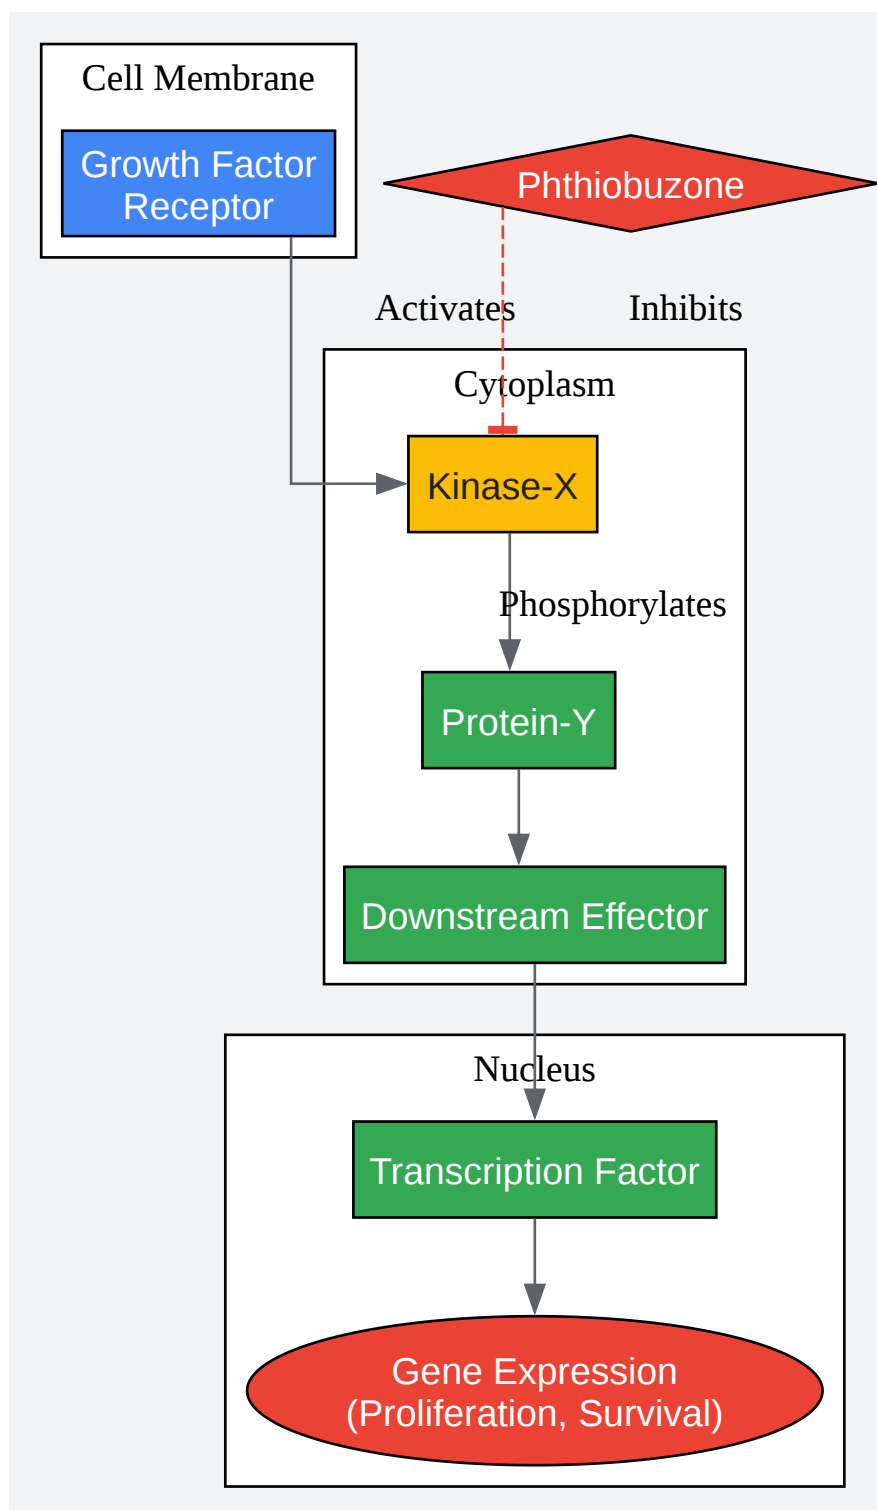 Cell Membrane
Growth Factor
Receptor
Phthiobuzone
Activates
Inhibits
Cytoplasm
Kinase-X
Phosphorylates
Protein-Y
Downstream Effector
Nucleus
Transcription Factor
Gene Expression
(Proliferation, Survival)